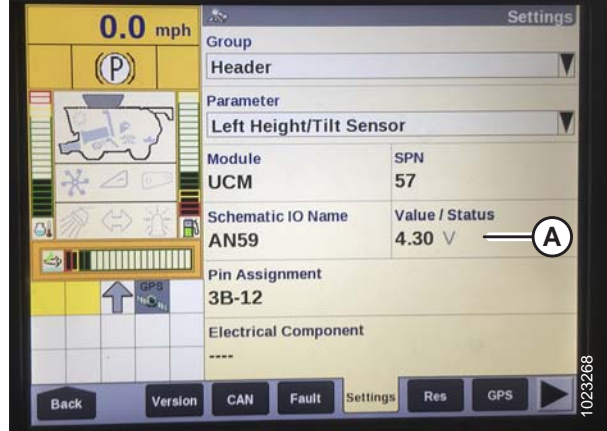 0.0 mph
Settings
Group
Header
Parameter
Left Height/Tilt Sensor
Module
SPN
UCM
57
Schematic IO Name
Value / Status
AN59
4.30 V
A
Pin Assignment
3B-12
Electrical Component
----
(P)
GPS
Back
Version
CAN
Fault
Settings
Res
GPS
1023268